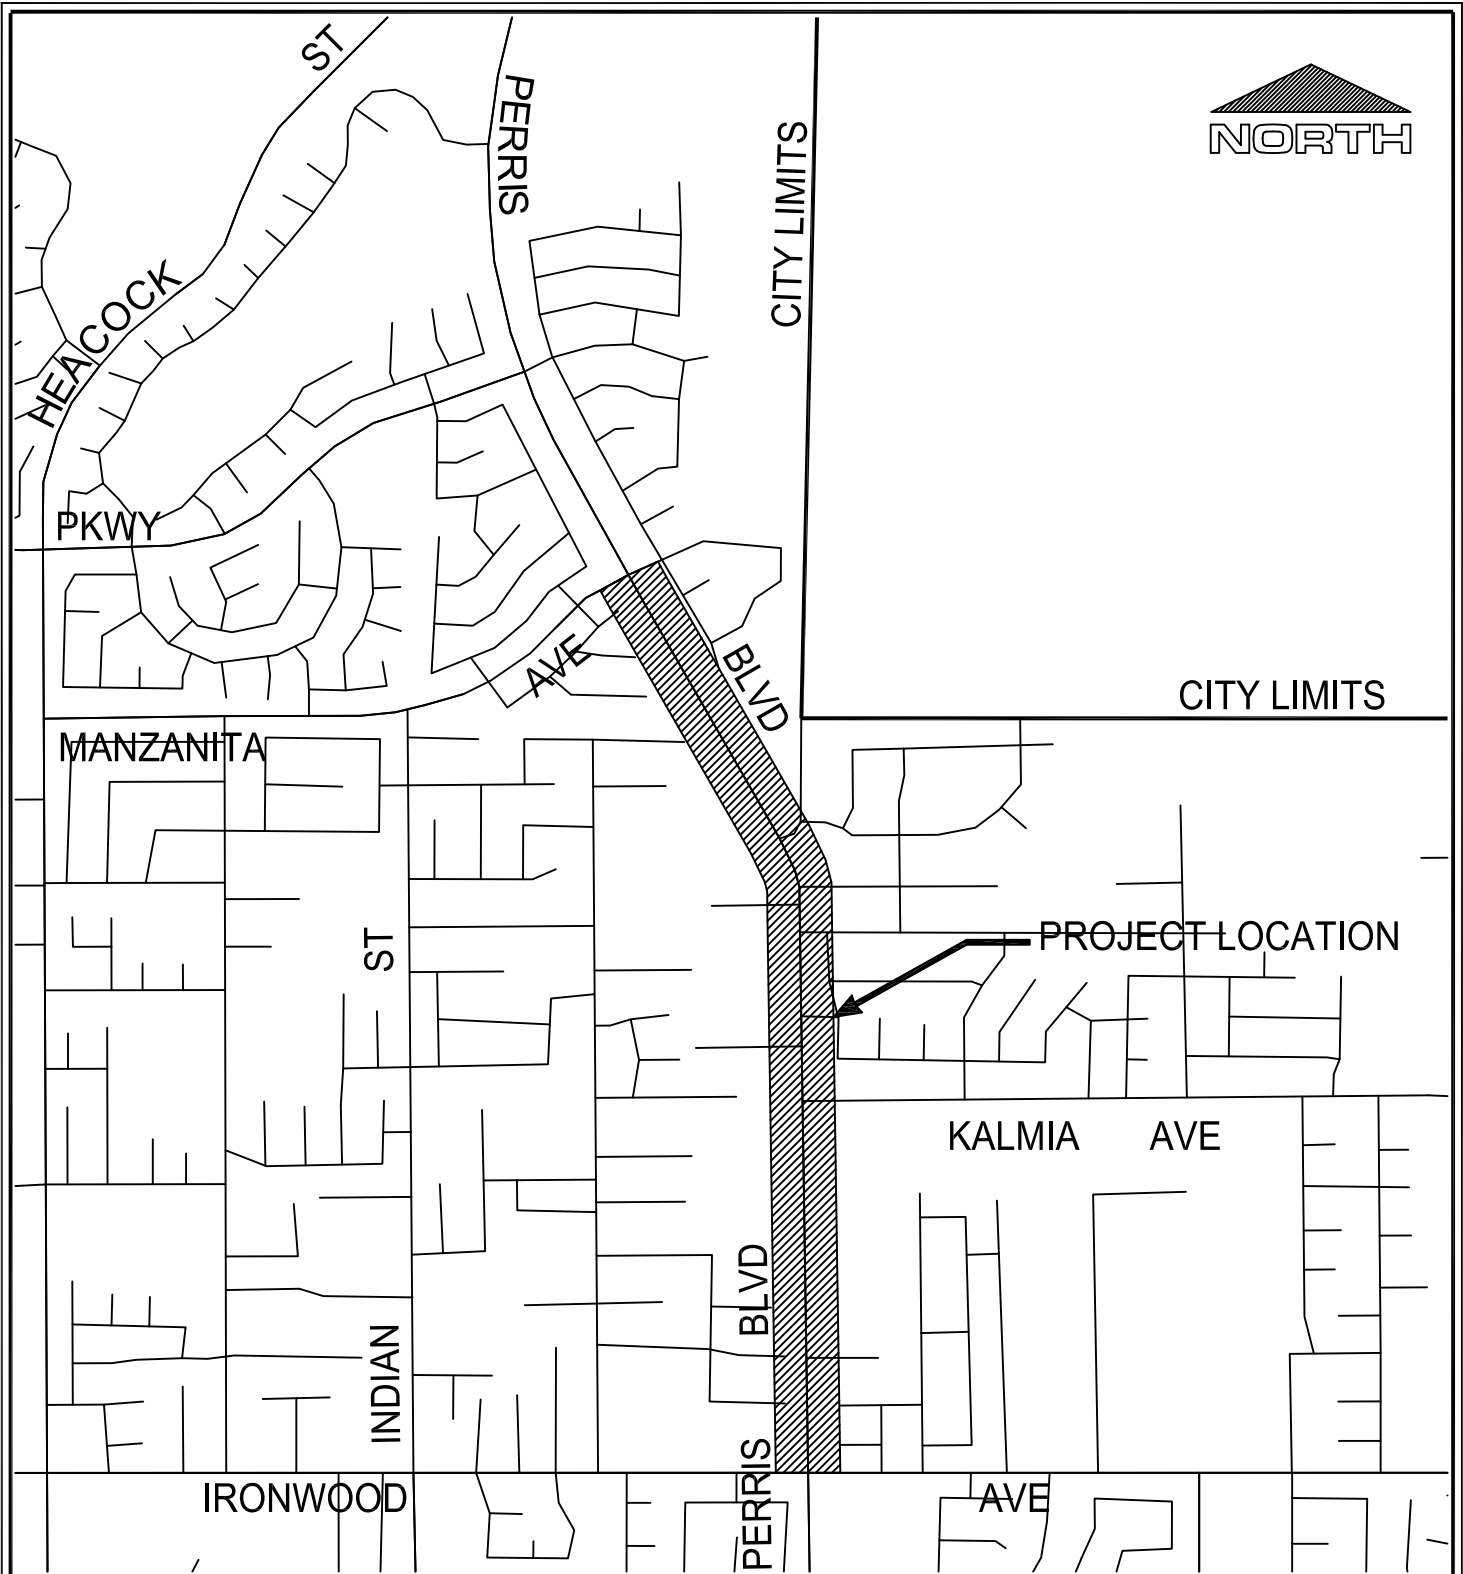 ST
PERRIS
NORTH
CITY LIMITS
HEACOCK
PKWY
AVE
BLVD
CITY LIMITS
MANZANITA
ST
PROJECT LOCATION
KALMIA AVE
BLVD
INDIAN
PERRIS
IRONWOOD AVE